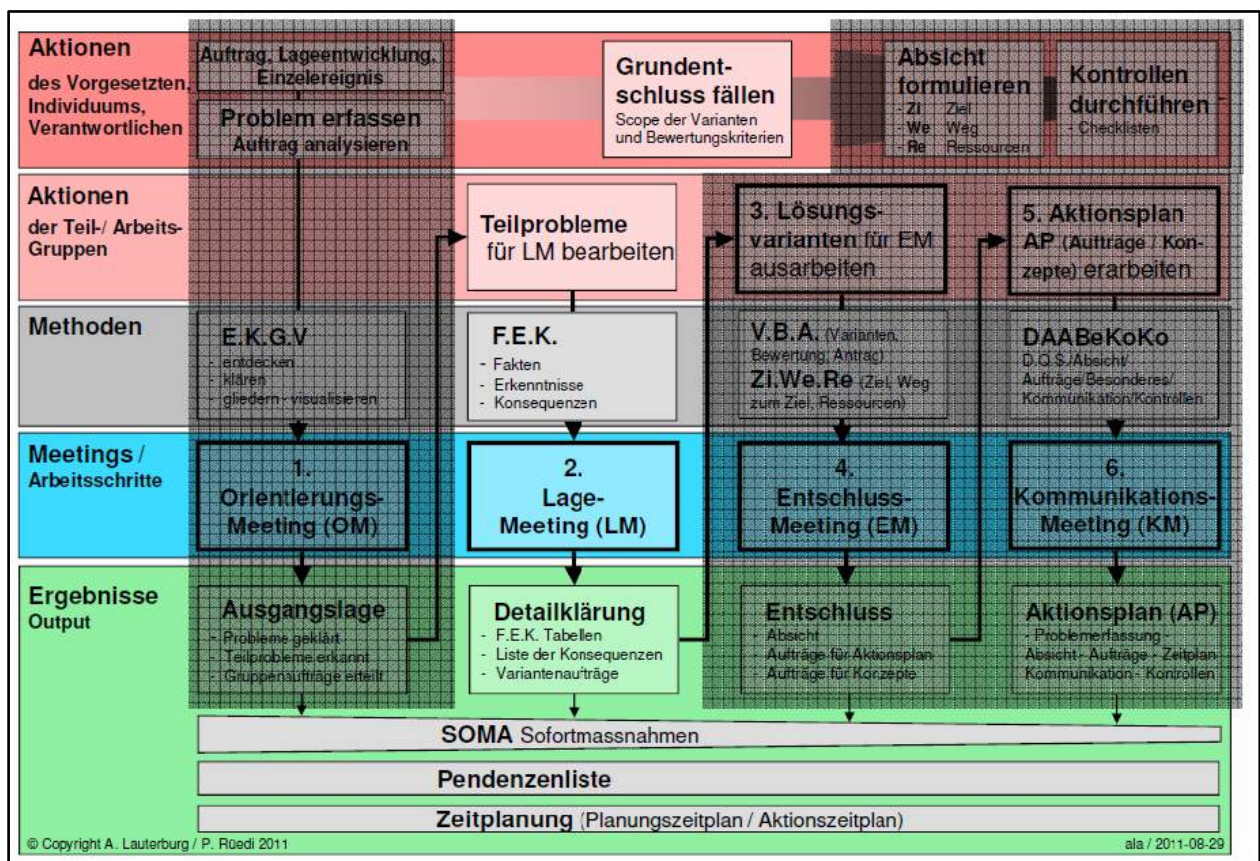 Aktionen
des Vorgesetzten,
Individuums,
Verantwortlichen
Auftrag, Lageentwicklung,
Einzelereignis
Problem erfassen
Auftrag analysieren
Grundent-
schluss fällen
Scope der Varianten
und Bewertungskriterien
Absicht
formulieren
- Zi Ziel
- We Weg
- Re Ressourcen
Kontrollen
durchführen
- Checklisten
Aktionen
der Teil-/ Arbeits-
Gruppen
Teilprobleme
für LM bearbeiten
3. Lösungs-
varianten für EM
ausarbeiten
5. Aktionsplan
AP (Aufträge / Kon-
zepte) erarbeiten
Methoden
E.K.G.V
- entdecken
- klären
- gliedern - visualisieren
F.E.K.
- Fakten
- Erkenntnisse
- Konsequenzen
V.B.A. (Varianten,
Bewertung, Antrag)
Zi.We.Re (Ziel, Weg
zum Ziel, Ressourcen)
DAABeKoKo
D.O.S./Absicht/
Aufträge/Besonderes/
Kommunikation/Kontrollen
Meetings /
Arbeitsschritte
1.
Orientierungs-
Meeting (OM)
2.
Lage-
Meeting (LM)
4.
Entschluss-
Meeting (EM)
6.
Kommunikations-
Meeting (KM)
Ergebnisse
Output
Ausgangslage
- Probleme geklärt
- Teilprobleme erkannt
- Gruppenaufträge erteilt
Detailklärung
- F.E.K. Tabellen
- Liste der Konsequenzen
- Variantenaufträge
Entschluss
- Absicht
- Aufträge für Aktionsplan
- Aufträge für Konzepte
Aktionsplan (AP)
- Problemerfassung -
Absicht - Aufträge - Zeitplan
Kommunikation - Kontrollen
SOMA Sofortmassnahmen
Pendenzenliste
Zeitplanung (Planungszeitplan / Aktionszeitplan)
© Copyright A. Lauterburg / P. Rüedi 2011
ala / 2011-08-29